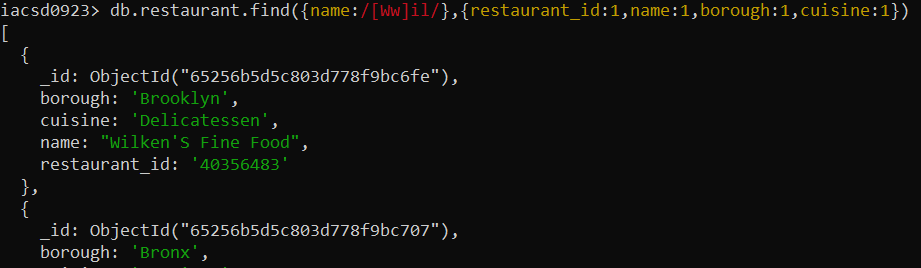 iacsd0923> db.restaurant.find({name:/[Ww]il/},{restaurant_id:1,name:1,borough:1,cuisine:1})
[
  {
    _id: ObjectId("65256b5d5c803d778f9bc6fe"),
    borough: 'Brooklyn',
    cuisine: 'Delicatessen',
    name: "Wilken'S Fine Food",
    restaurant_id: '40356483'
  },
  {
    _id: ObjectId("65256b5d5c803d778f9bc707"),
    borough: 'Bronx',